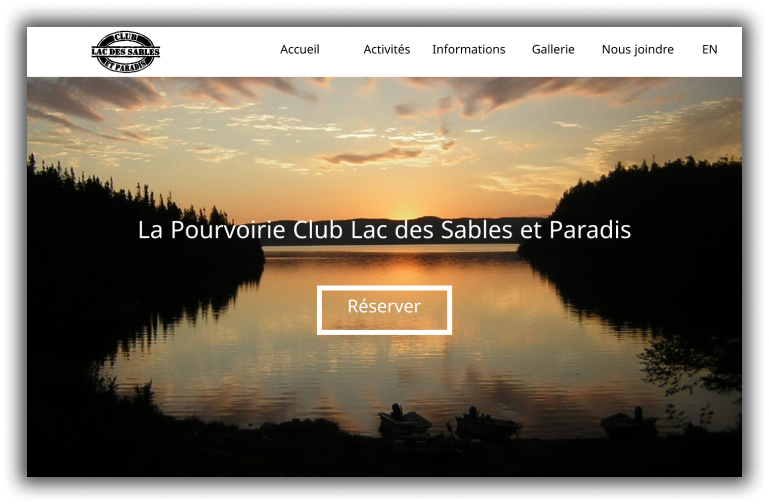 CLUB
LAC DES SABLES
ET PARADIS
Accueil Activités Informations Gallerie Nous joindre EN
La Pourvoirie Club Lac des Sables et Paradis
Réserver